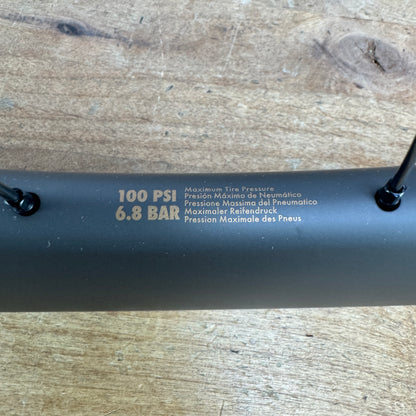 100 PSI
6.8 BAR
Maximum Tire Pressure
Presión Máximo de Neumático
Pressione Massima del Pneumatico
Maximaler Reifendruck
Pression Maximale des Pneus